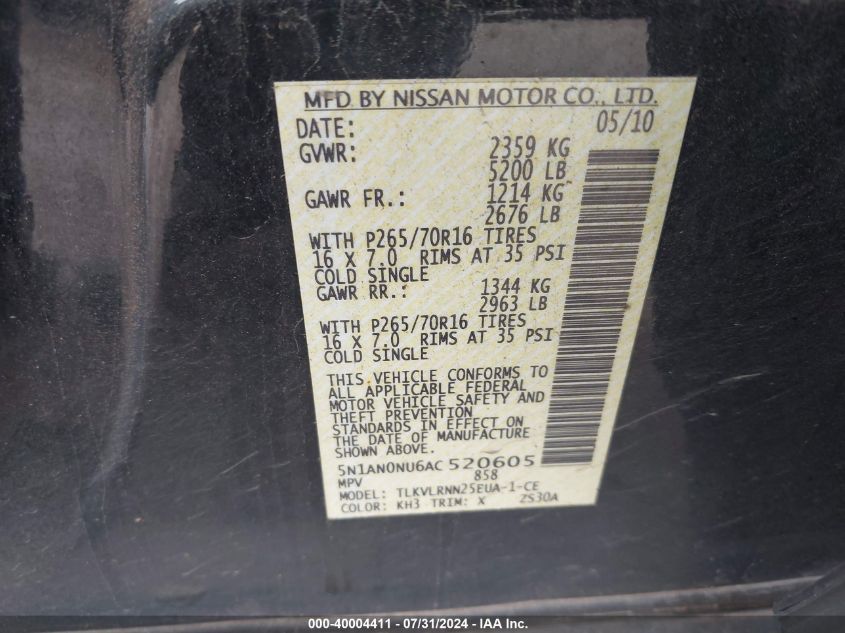 MFD. BY NISSAN MOTOR CO., LTD.
DATE: 05/10
GVWR: 2359 KG
5200 LB
GAWR FR.: 1214 KG
2676 LB
WITH P265/70R16 TIRES
16 X 7.0 RIMS AT 35 PSI
COLD SINGLE
GAWR RR.: 1344 KG
2963 LB
WITH P265/70R16 TIRES
16 X 7.0 RIMS AT 35 PSI
COLD SINGLE
THIS VEHICLE CONFORMS TO
ALL APPLICABLE FEDERAL
MOTOR VEHICLE SAFETY AND
THEFT PREVENTION
STANDARDS IN EFFECT ON
THE DATE OF MANUFACTURE
SHOWN ABOVE.
5N1AN0NU6AC 520605
MPV 858
MODEL: TLKVLRNN25EUA-1-CE
COLOR: KH3 TRIM: X ZS30A
000-40004411 - 07/31/2024 - IAA Inc.